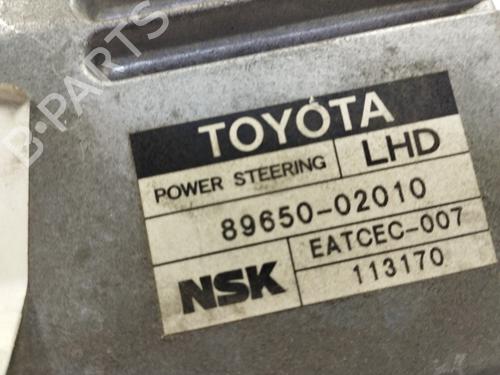 B-PARTS
TOYOTA
POWER STEERING LHD
89650-02010
NSK EATCEC-007
113170